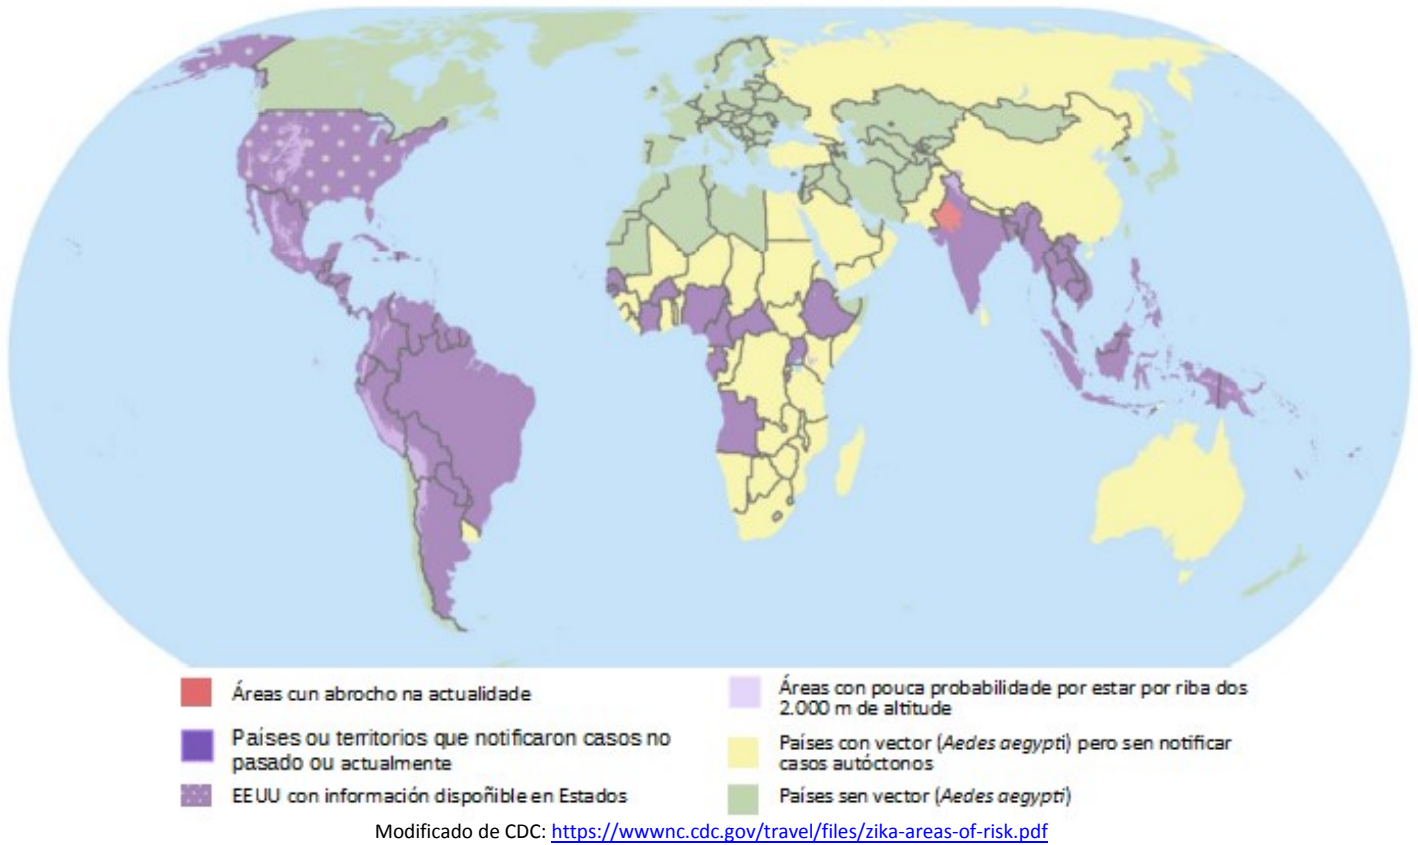 Áreas cun abrocho na actualidade
Países ou territorios que notificaron casos no
pasado ou actualmente
EEUU con información dispoñible en Estados
Áreas con pouca probabilidade por estar por riba dos
2.000 m de altitude
Países con vector (Aedes aegypti) pero sen notificar
casos autóctonos
Países sen vector (Aedes aegypti)
Modificado de CDC: https://wwwnc.cdc.gov/travel/files/zika-areas-of-risk.pdf